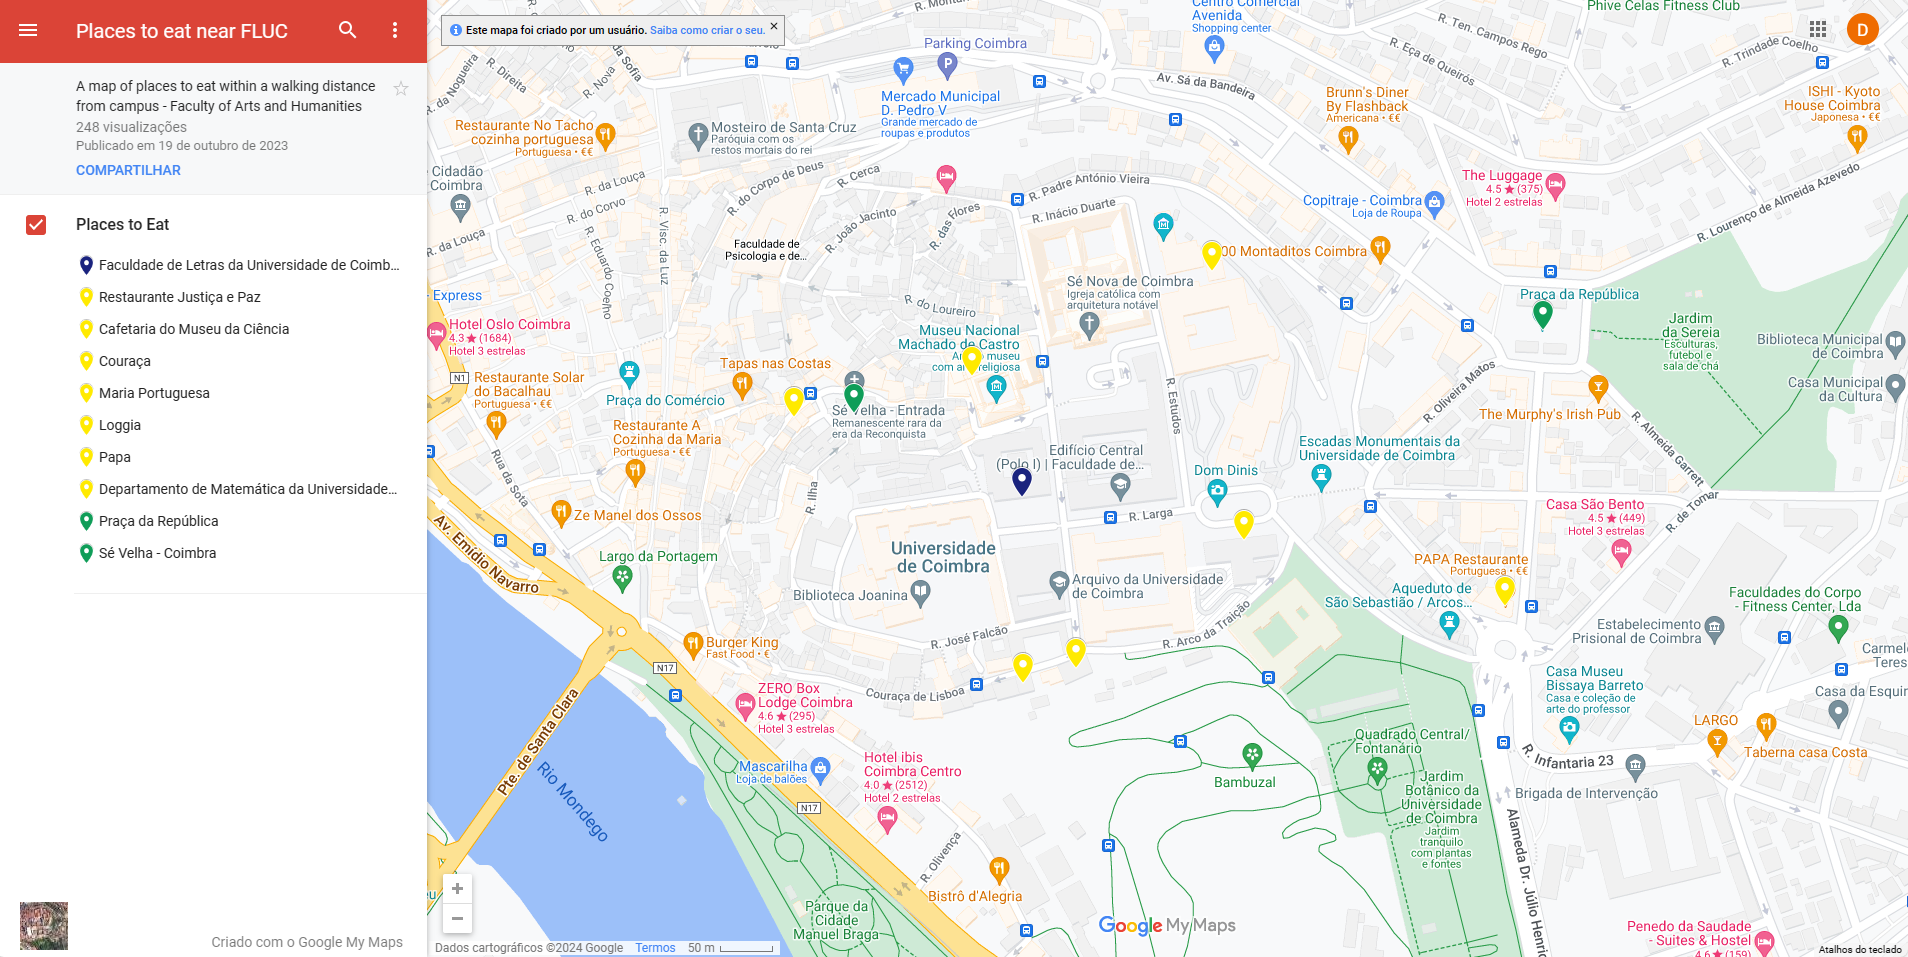 Places to eat near FLUC
A map of places to eat within a walking distance
from campus - Faculty of Arts and Humanities
248 visualizações
Publicado em 19 de outubro de 2023
COMPARTILHAR
Places to Eat
Faculdade de Letras da Universidade de Coimb...
Restaurante Justiça e Paz
Cafetaria do Museu da Ciência
Couraça
Maria Portuguesa
Loggia
Papa
Departamento de Matemática da Universidade...
Praça da República
Sé Velha - Coimbra
Criado com o Google My Maps
Este mapa foi criado por um usuário. Saiba como criar o seu.
D
R. Montarroio
Centro Comercial
Avenida
Shopping center
Phive Celas Fitness Club
R. Ten. Campos Rego
R. Eça de Queirós
R. Trindade Coelho
Parking Coimbra
Av. Sá da Bandeira
R. Direita
R. Nova
Mercado Municipal
D. Pedro V
Grande mercado de
roupas e produtos
Brunn's Diner
By Flashback
Americana • €€
ISHI - Kyoto
House Coimbra
Japonesa • €€
Restaurante No Tacho
cozinha portuguesa
Portuguesa • €€
Mosteiro de Santa Cruz
Paróquia com os
restos mortais do rei
Cidadão
Coimbra
R. da Louça
R. do Corpo de Deus
R. Cerca
R. Padre António Vieira
R. Inácio Duarte
The Luggage
4.5 ★ (375)
Hotel 2 estrelas
Copitraje - Coimbra
Loja de Roupa
R. Lourenço de Almeida Azevedo
R. do Corvo
R. Eduardo Coelho
R. Visc. da Luz
R. João Jacinto
R. das Flores
R. da Louça
Faculdade de
Psicologia e de...
00 Montaditos Coimbra
Sé Nova de Coimbra
Igreja católica com
arquitetura notável
Praça da República
Express
R. do Loureiro
Hotel Oslo Coimbra
4.3 ★ (1684)
Hotel 3 estrelas
Museu Nacional
Machado de Castro
museu
religiosa
Jardim
da Sereia
Esculturas,
futebol e
sala de chá
Biblioteca Municipal
de Coimbra
Casa Municipal
da Cultura
N1
Restaurante Solar
do Bacalhau
Portuguesa • €€
Tapas nas Costas
Praça do Comércio
R. Estudos
R. Oliveira Matos
The Murphy's Irish Pub
Sé Velha - Entrada
Remanescente rara da
era da Reconquista
Restaurante A
Cozinha da Maria
Portuguesa • €€
R. Almeida Garrett
Rua da Sota
R. Ilha
Edifício Central
(Polo I) | Faculdade de...
Dom Dinis
Escadas Monumentais da
Universidade de Coimbra
Ze Manel dos Ossos
R. Larga
Casa São Bento
4.5 ★ (449)
Hotel 3 estrelas
R. de Tomar
Av. Emídio Navarro
Largo da Portagem
Universidade
de Coimbra
Biblioteca Joanina
Arquivo da Universidade
de Coimbra
PAPA Restaurante
Portuguesa • €€
Aqueduto de
São Sebastião / Arcos...
Faculdades do Corpo
- Fitness Center, Lda
Estabelecimento
Prisional de Coimbra
R. José Falcão
R. Arco da Traição
Burger King
Fast Food • €
N17
Couraça de Lisboa
Carmelo
Teres
Casa Museu
Bissaya Barreto
Casa e coleção de
arte do professor
Casa da Esquir
ZERO Box
Lodge Coimbra
4.6 ★ (295)
Hotel 3 estrelas
Pte. de Santa Clara
Rio Mondego
LARGO
Taberna casa Costa
Quadrado Central/
Fontanário
R. Infantaria 23
Mascarilha
Loja de balões
Hotel ibis
Coimbra Centro
4.0 ★ (2512)
Hotel 2 estrelas
Bambuzal
Jardim
Botânico da
Universidade
de Coimbra
Jardim
tranquilo
com plantas
e fontes
Brigada de Intervenção
N17
Alameda Dr. Júlio Henri
R. Olivença
Bistrô d'Alegria
Parque da
Cidade
Manuel Braga
Google My Maps
Penedo da Saudade
- Suites & Hostel
4.6 ★ (159)
Dados cartográficos ©2024 Google
Termos
50 m
Atalhos do teclado